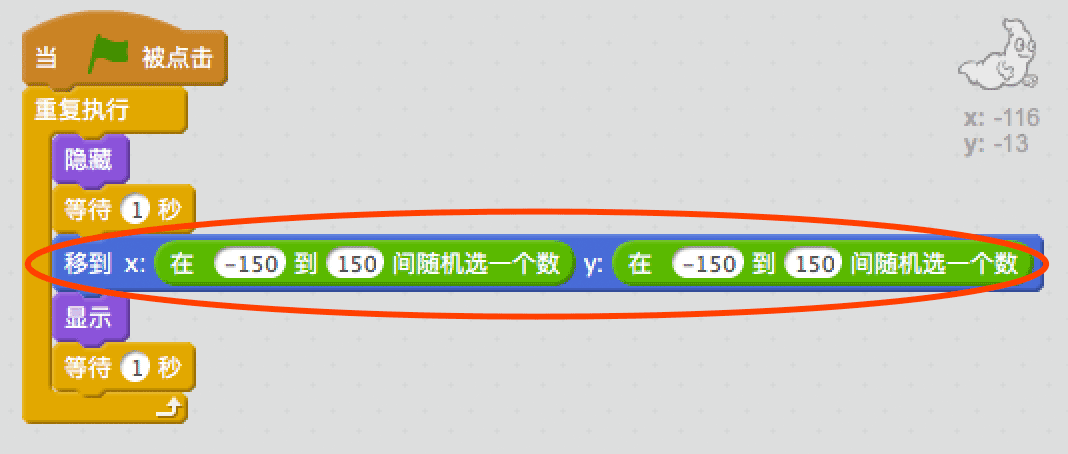 当 被点击
重复执行
隐藏
等待 1 秒
移到 x: 在 -150 到 150 间随机选一个数 y: 在 -150 到 150 间随机选一个数
显示
等待 1 秒
x: -116
y: -13